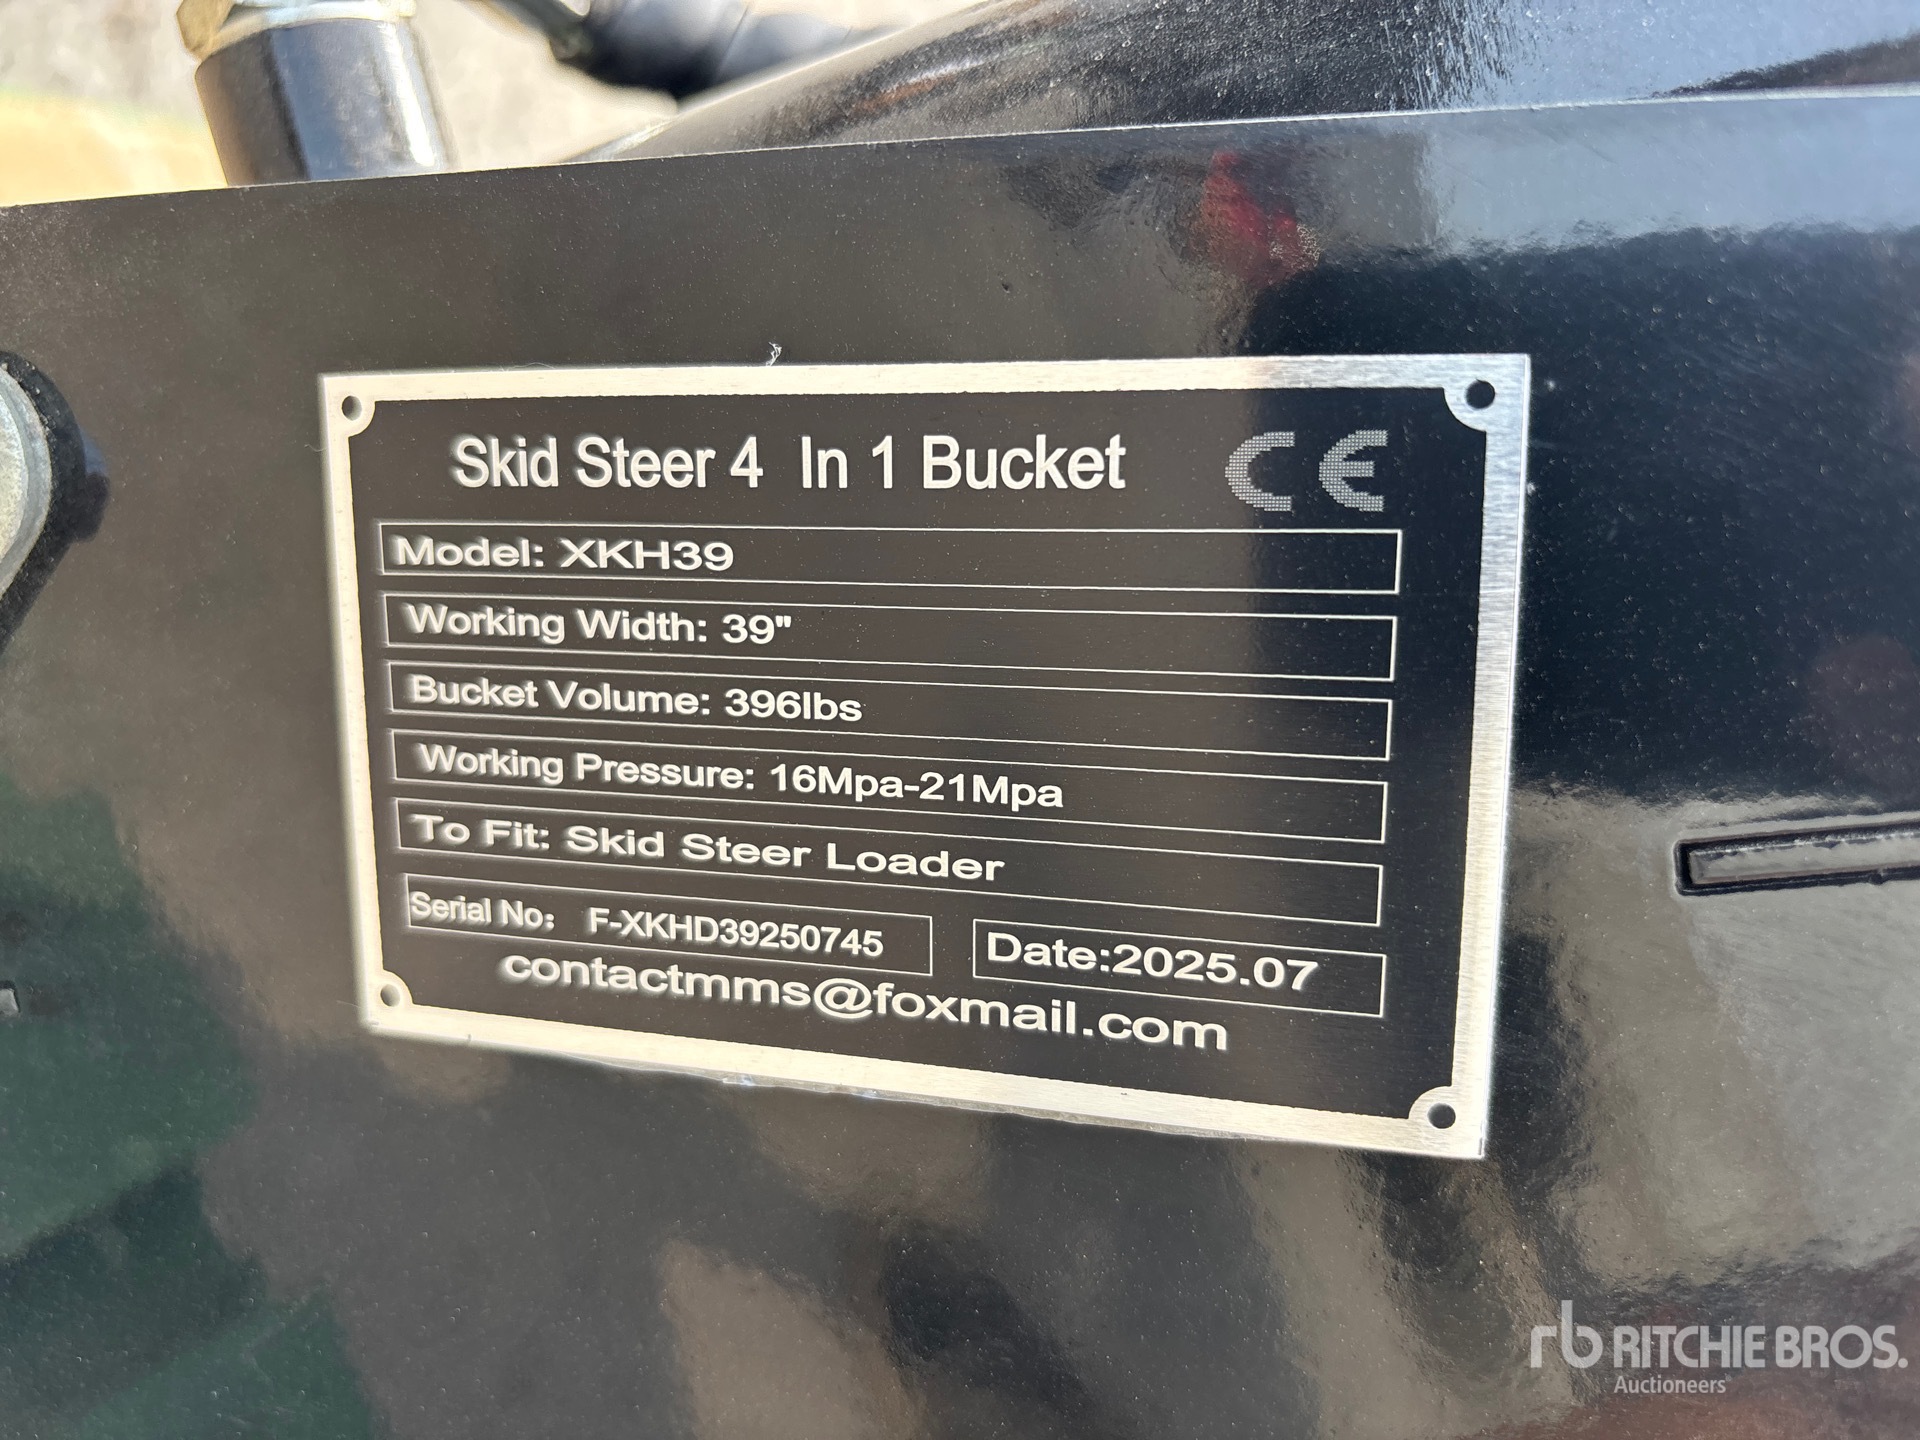 Skid Steer 4 In 1 Bucket CE
Model: XKH39
Working Width: 39"
Bucket Volume: 396lbs
Working Pressure: 16Mpa-21Mpa
To Fit: Skid Steer Loader
Serial No: F-XKHD39250745 Date:2025.07
contactmms@foxmail.com
rb RITCHIE BROS.
Auctioneers